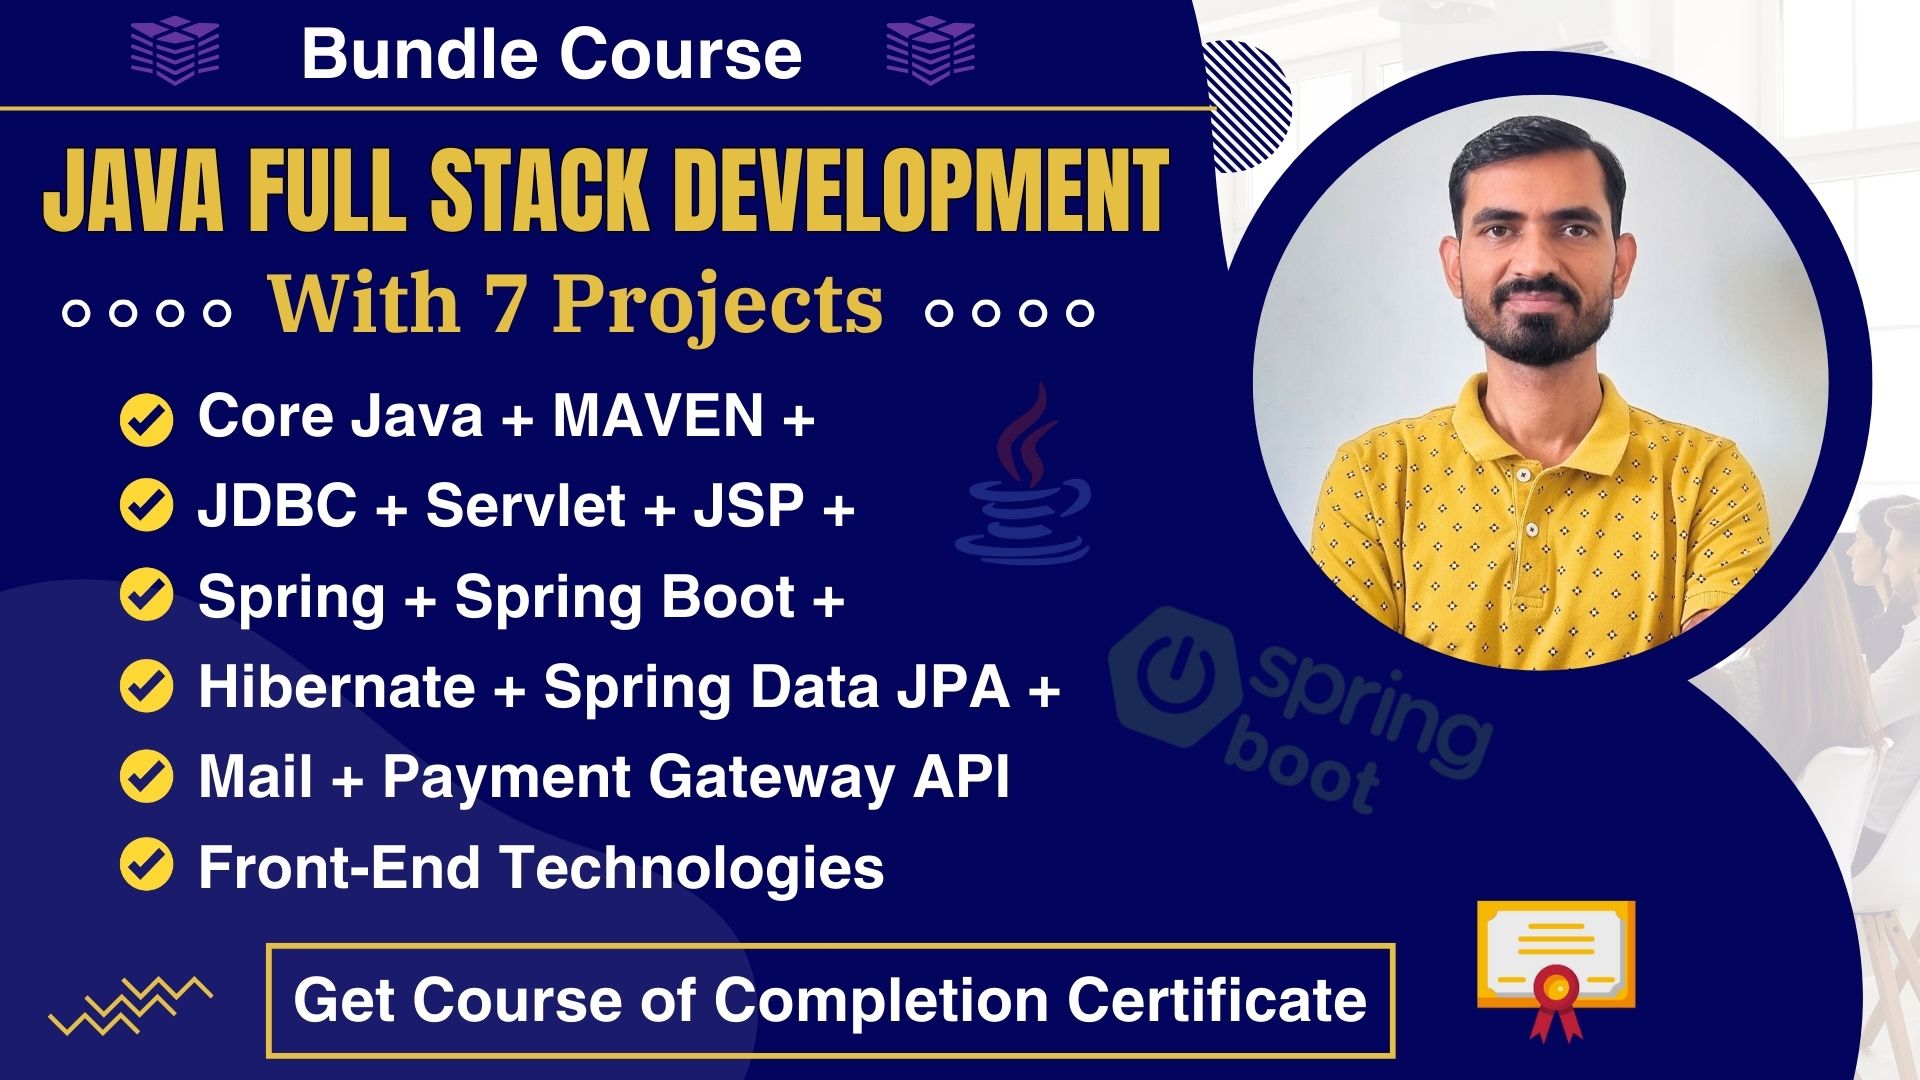 Bundle Course
JAVA FULL STACK DEVELOPMENT
With 7 Projects
Core Java + MAVEN +
JDBC + Servlet + JSP +
Spring + Spring Boot +
Hibernate + Spring Data JPA +
Mail + Payment Gateway API
Front-End Technologies
spring
boot
Get Course of Completion Certificate